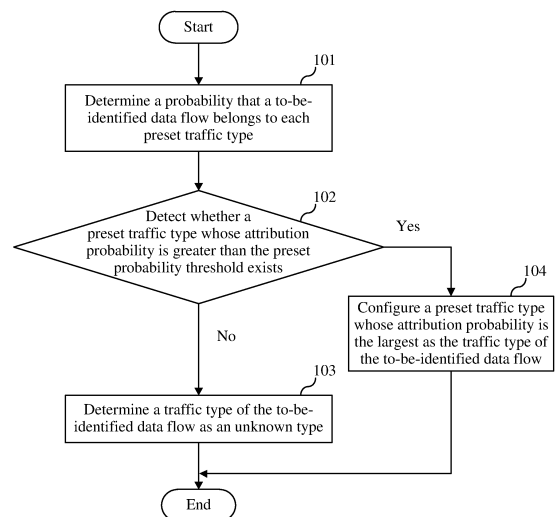 Start
101
Determine a probability that a to-be-
identified data flow belongs to each
preset traffic type
102
Detect whether a
preset traffic type whose attribution
probability is greater than the preset
probability threshold exists
Yes
104
Configure a preset traffic type
whose attribution probability is
the largest as the traffic type of
the to-be-identified data flow
No
103
Determine a traffic type of the to-be-
identified data flow as an unknown type
End